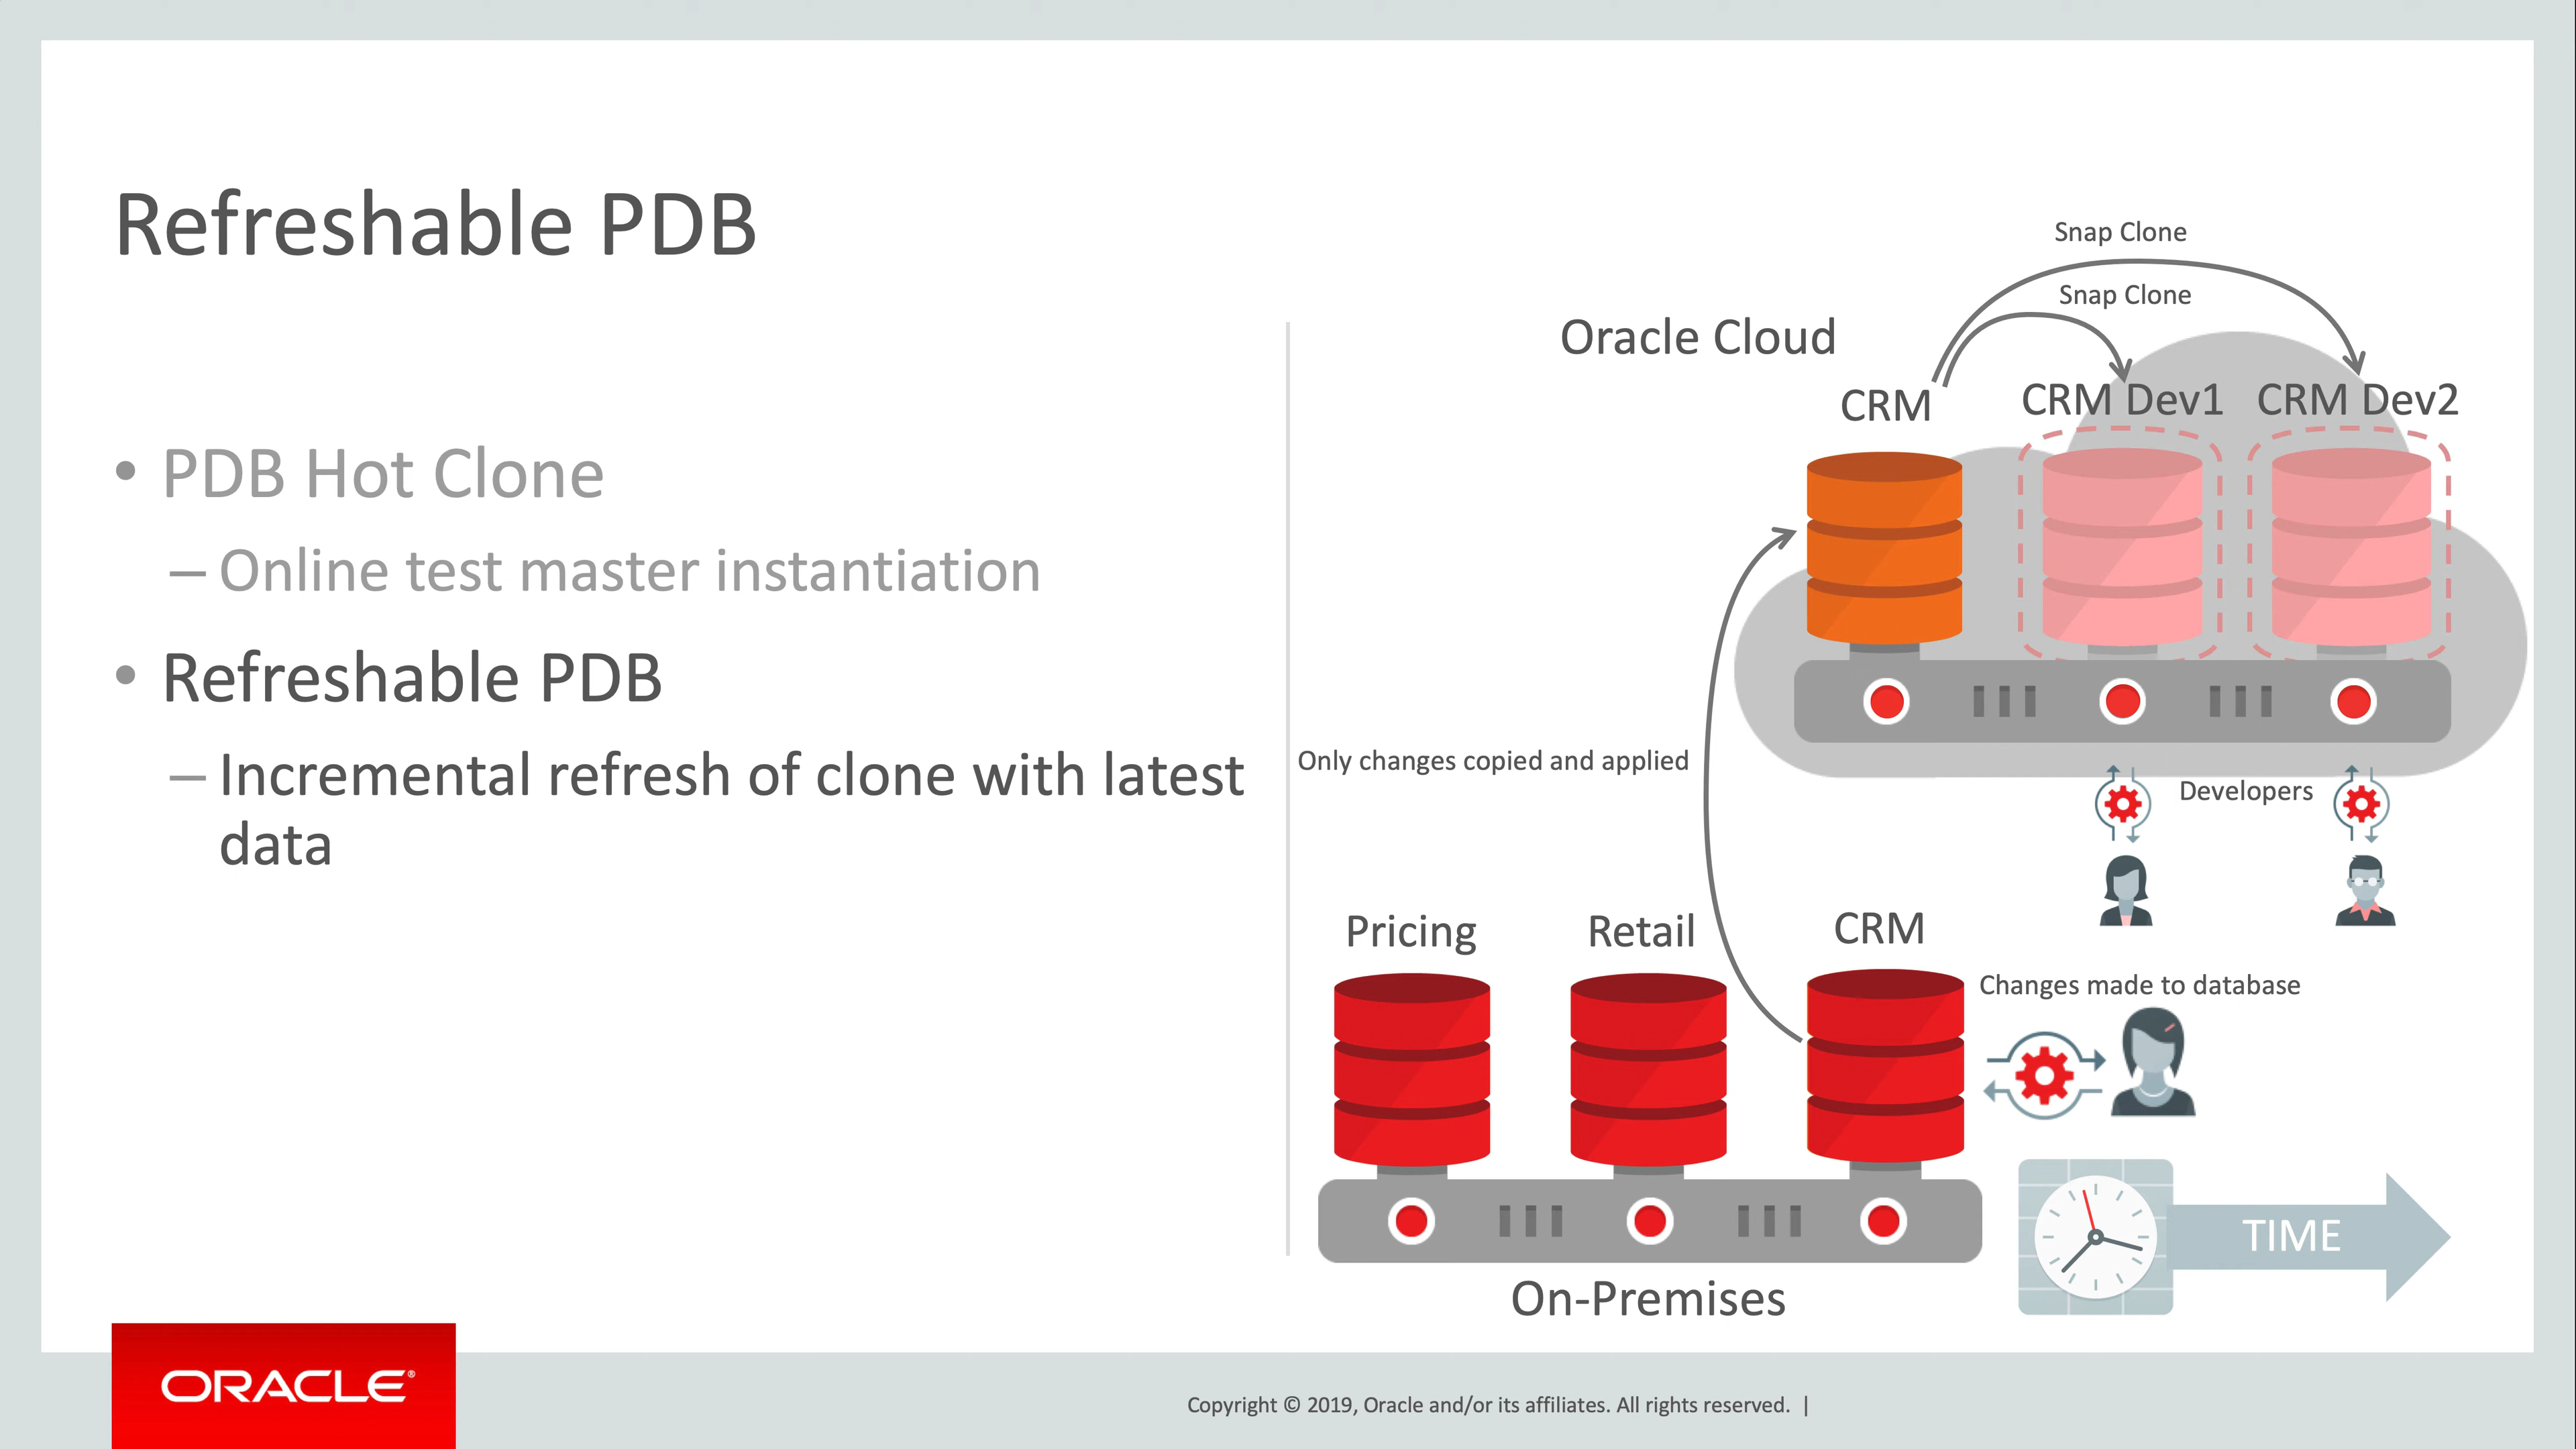 Refreshable PDB
• PDB Hot Clone
– Online test master instantiation
• Refreshable PDB
– Incremental refresh of clone with latest
data
Snap Clone
Snap Clone
Oracle Cloud
CRM
CRM Dev1
CRM Dev2
Only changes copied and applied
Developers
Pricing
Retail
CRM
Changes made to database
TIME
On-Premises
ORACLE®
Copyright © 2019, Oracle and/or its affiliates. All rights reserved. |